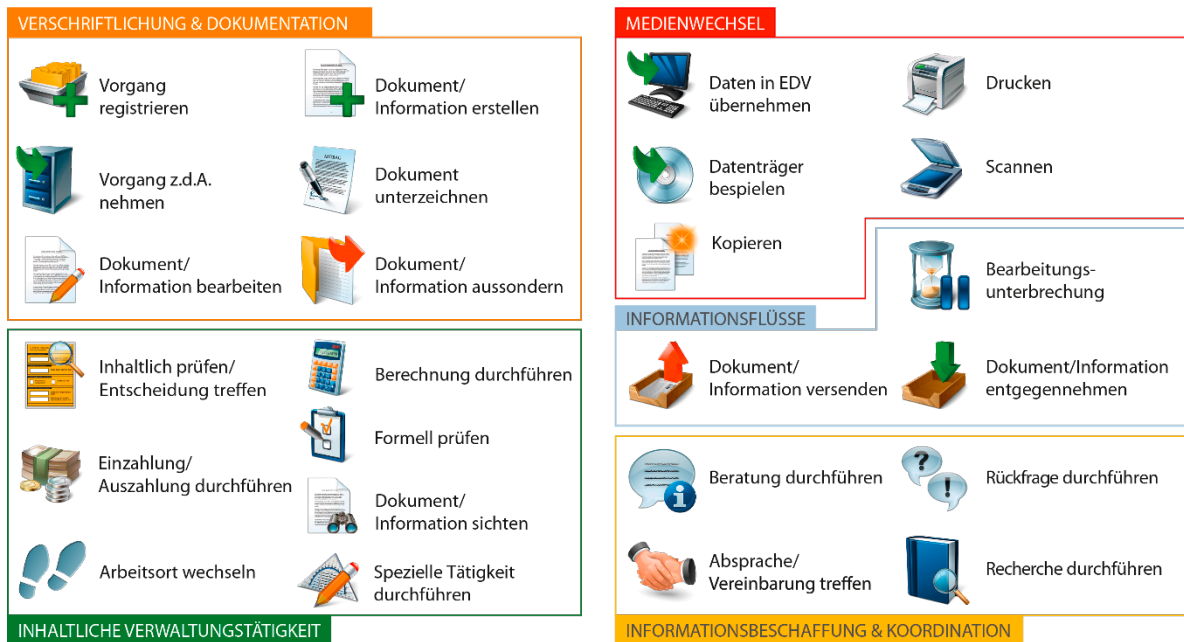 VERSCHRIFTLICHUNG & DOKUMENTATION
Vorgang
registrieren
Dokument/
Information erstellen
Vorgang z.d.A.
nehmen
ANTRAG
Dokument
unterzeichnen
Dokument/
Information bearbeiten
Dokument/
Information aussondern
Inhaltlich prüfen/
Entscheidung treffen
Berechnung durchführen
Formell prüfen
Einzahlung/
Auszahlung durchführen
Dokument/
Information sichten
Arbeitsort wechseln
Spezielle Tätigkeit
durchführen
INHALTLICHE VERWALTUNGSTÄTIGKEIT
MEDIENWECHSEL
Daten in EDV
übernehmen
Drucken
Datenträger
bespielen
Scannen
Kopieren
Bearbeitungs-
unterbrechung
INFORMATIONSFLÜSSE
Dokument/
Information versenden
Dokument/Information
entgegennehmen
Beratung durchführen
Rückfrage durchführen
Absprache/
Vereinbarung treffen
Recherche durchführen
INFORMATIONSBESCHAFFUNG & KOORDINATION